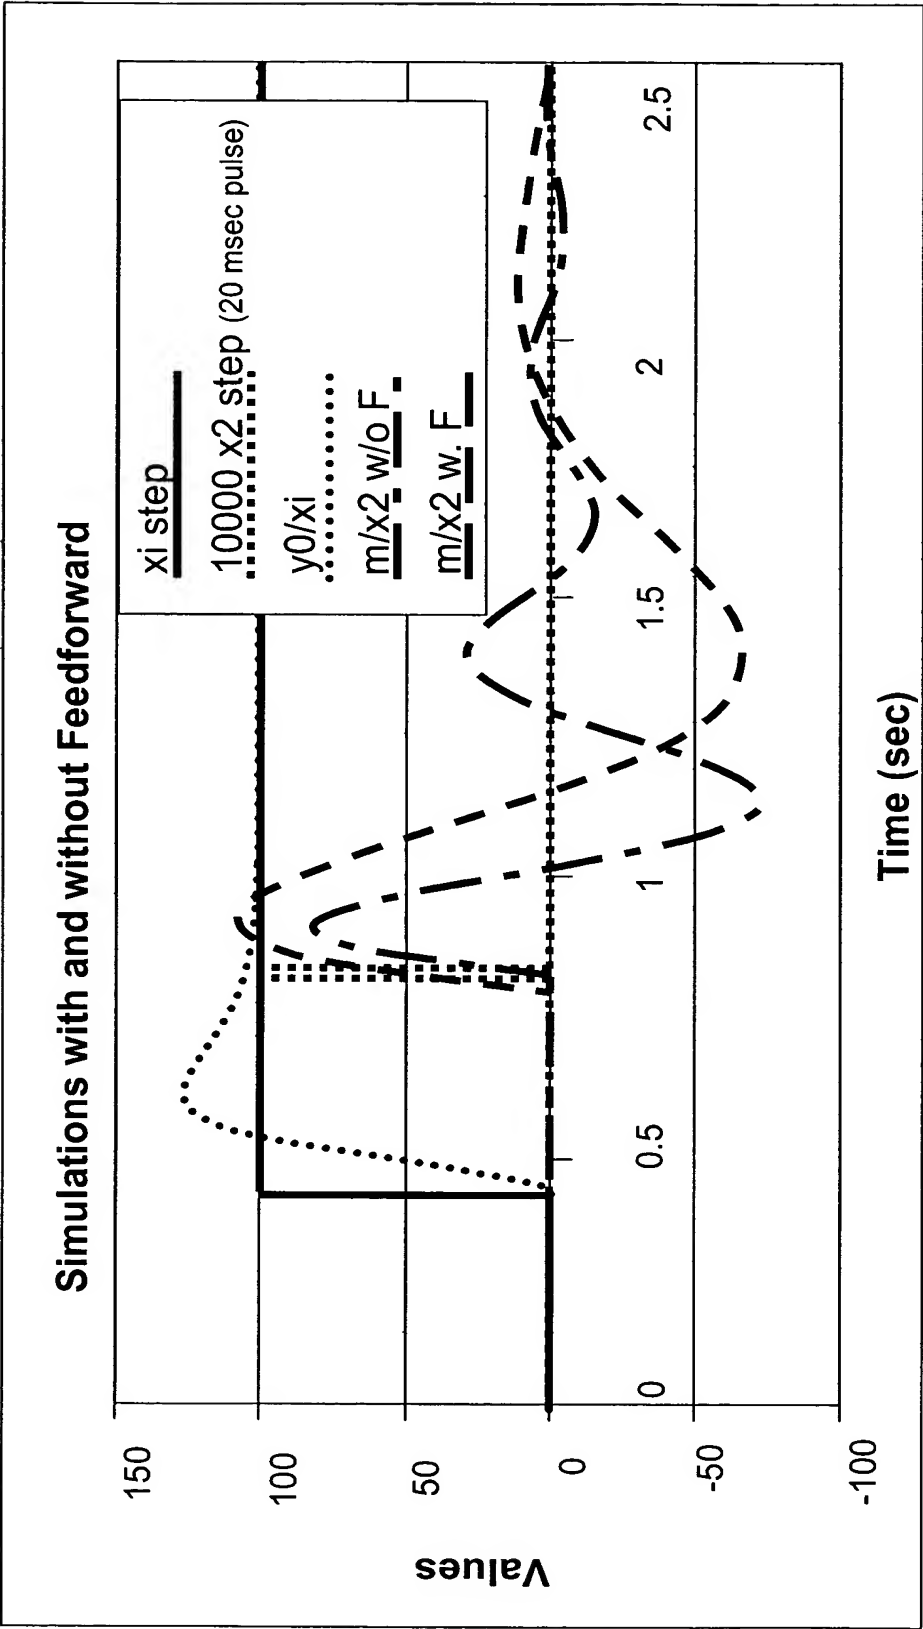 Simulations with and without Feedforward
150
100
50
0
-50
-100
Values
0
0.5
1
1.5
2
2.5
Time (sec)
xi step
10000 x2 step (20 msec pulse)
y0/xi
m/x2 w/o F
m/x2 w. F